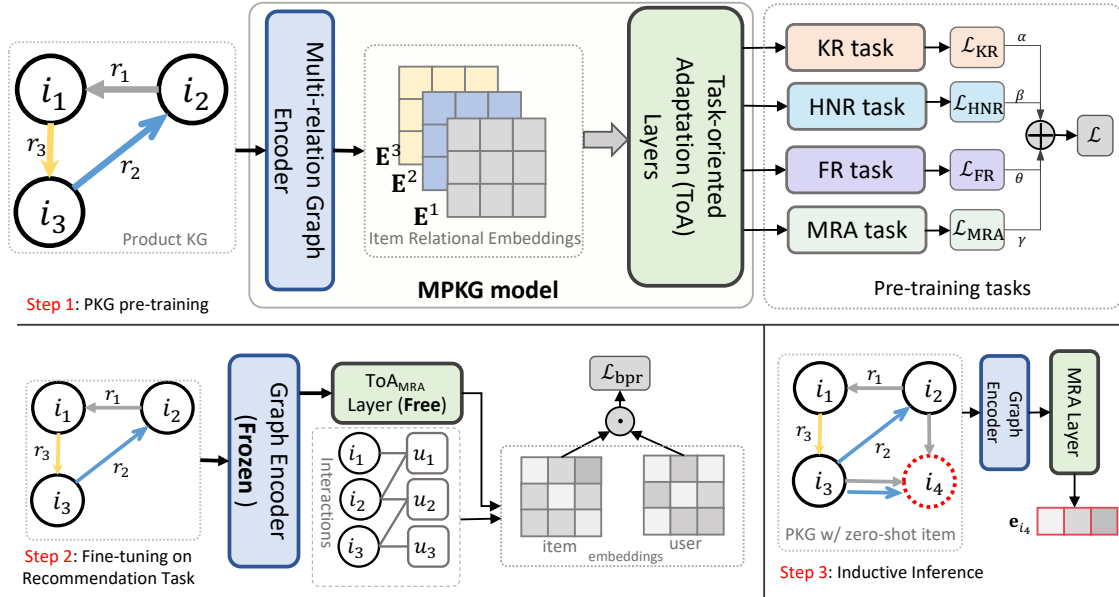 i1
r1
i2
r3
r2
i3
Product KG
Step 1: PKG pre-training
Multi-relation Graph
Encoder
E3
E2
E1
Item Relational Embeddings
MPKG model
Task-oriented
Adaptation (ToA)
Layers
KR task
LKR
α
HNR task
LHNR
β
FR task
LFR
θ
MRA task
LMRA
γ
L
Pre-training tasks
i1
r1
i2
r3
r2
i3
Step 2: Fine-tuning on
Recommendation Task
Graph Encoder
(Frozen )
ToAMRA
Layer (Free)
Interactions
i1
u1
i2
u2
i3
u3
Lbpr
item
user
embeddings
i1
r1
i2
r3
r2
i3
i4
PKG w/ zero-shot item
Graph
Encoder
MRA Layer
ei4
Step 3: Inductive Inference